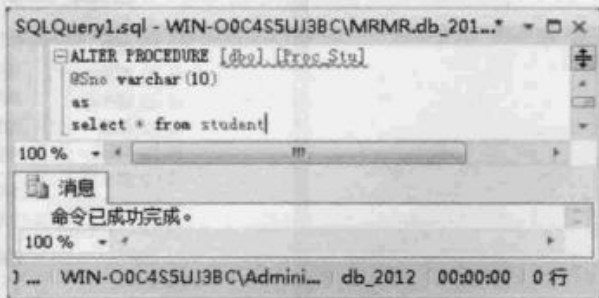 SQLQuery1.sql - WIN-O0C4S5UJ3BC\MRMR.db_201...*
ALTER PROCEDURE [dbo].[Proc_Stu]
@Sno varchar(10)
as
select * from student
100 %
消息
命令已成功完成。
100 %
) ... WIN-O0C4S5UJ3BC\Admini... db_2012 00:00:00 0 行